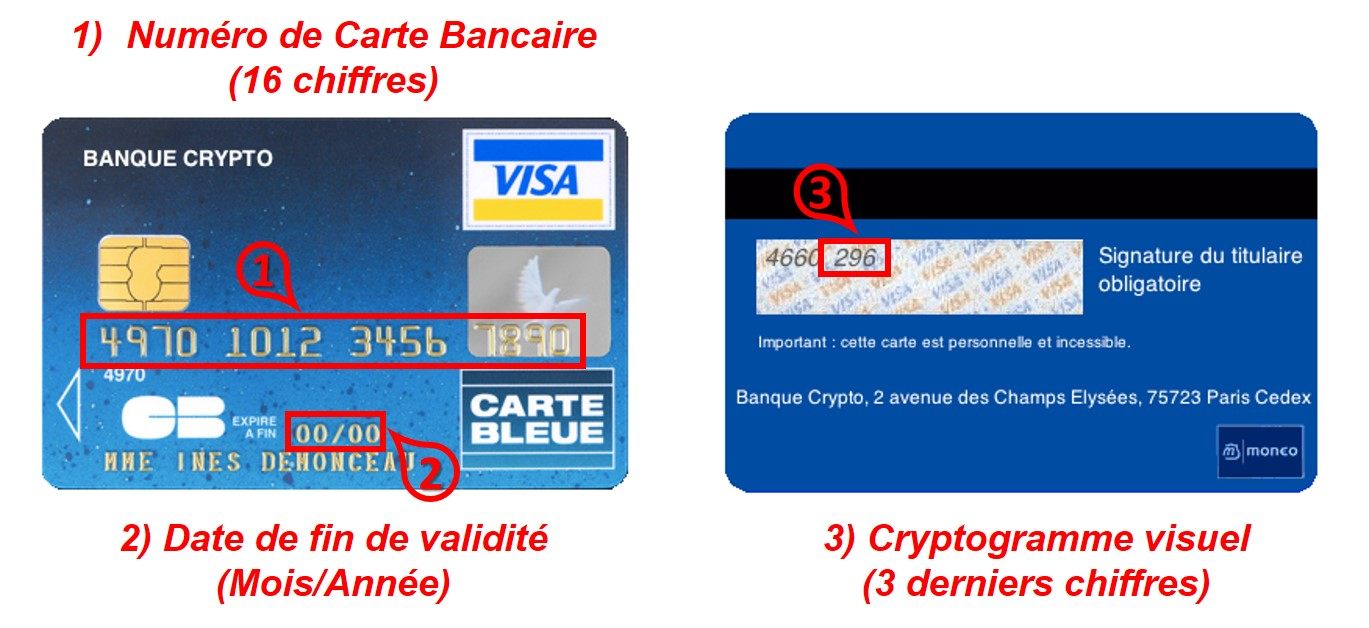 1) Numéro de Carte Bancaire
(16 chiffres)
BANQUE CRYPTO
VISA
1
4970 1012 3456 7890
4970
CB
EXPIRE
A FIN
00/00
CARTE
BLEUE
MME INES DEMONCEAU
2
2) Date de fin de validité
(Mois/Année)
3
4660 296
Signature du titulaire
obligatoire
Important : cette carte est personnelle et incessible.
Banque Crypto, 2 avenue des Champs Elysées, 75723 Paris Cedex
monco
3) Cryptogramme visuel
(3 derniers chiffres)